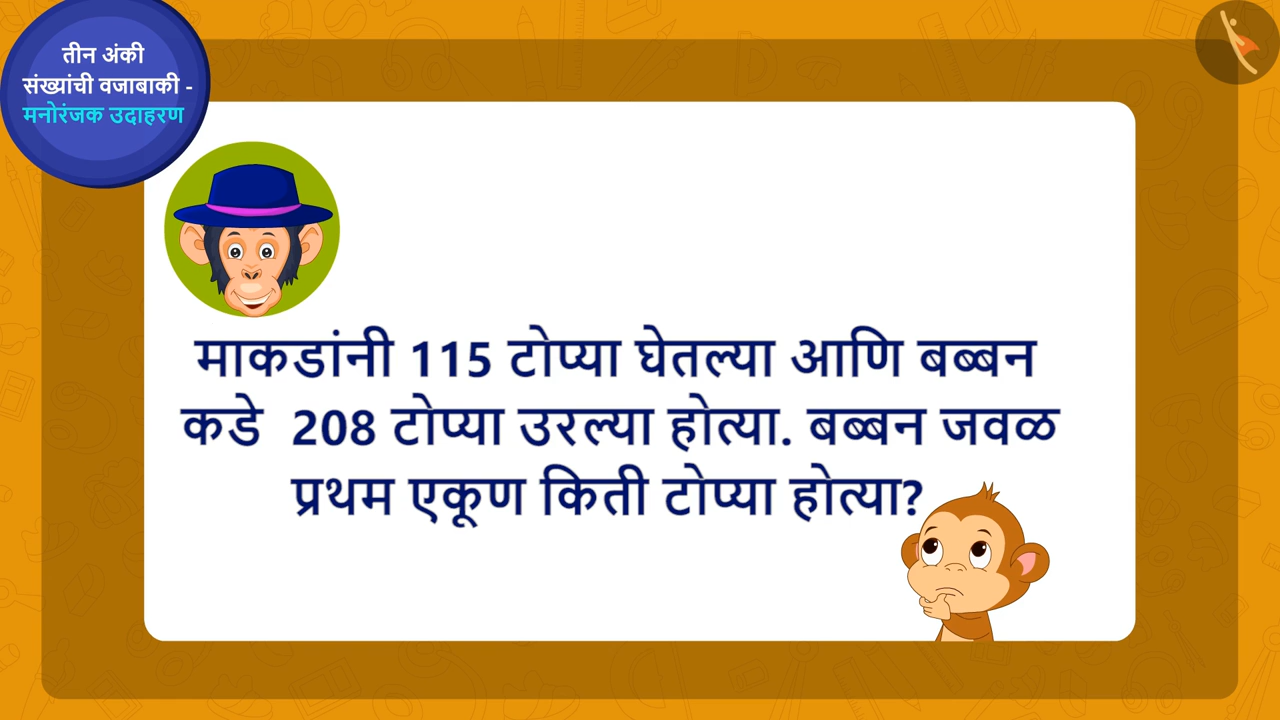 तीन अंकी
संख्यांची वजाबाकी -
मनोरंजक उदाहरण
माकडांनी 115 टोप्या घेतल्या आणि बब्बन
कडे 208 टोप्या उरल्या होत्या. बब्बन जवळ
प्रथम एकूण किती टोप्या होत्या?